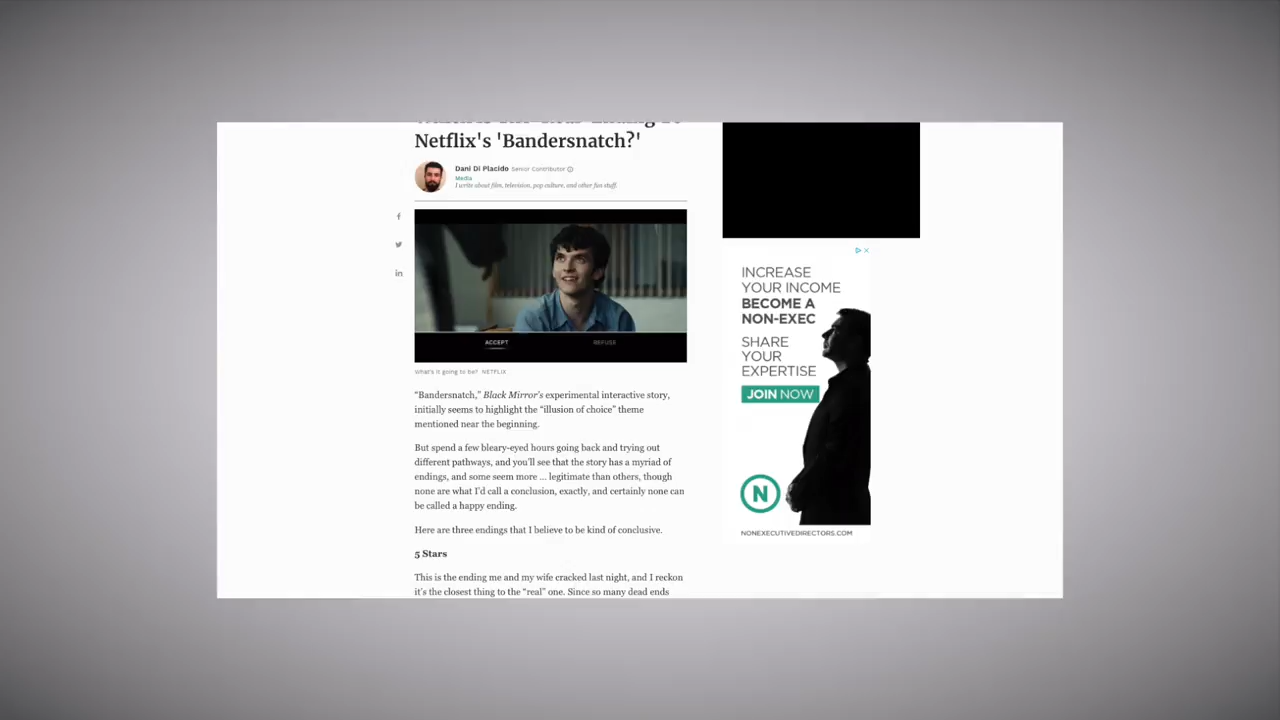 Netflix's 'Bandersnatch?'
Dani Di Placido Senior Contributor
Media
I write about film, television, pop culture, and other fun stuff.
ACCEPT
REFUSE
What's it going to be? NETFLIX
"Bandersnatch," Black Mirror's experimental interactive story,
initially seems to highlight the "illusion of choice" theme
mentioned near the beginning.
But spend a few bleary-eyed hours going back and trying out
different pathways, and you'll see that the story has a myriad of
endings, and some seem more ... legitimate than others, though
none are what I'd call a conclusion, exactly, and certainly none can
be called a happy ending.
Here are three endings that I believe to be kind of conclusive.
5 Stars
This is the ending me and my wife cracked last night, and I reckon
it's the closest thing to the "real" one. Since so many dead ends
INCREASE
YOUR INCOME
BECOME A
NON-EXEC
SHARE
YOUR
EXPERTISE
JOIN NOW
N
NONEXECUTIVEDIRECTORS.COM